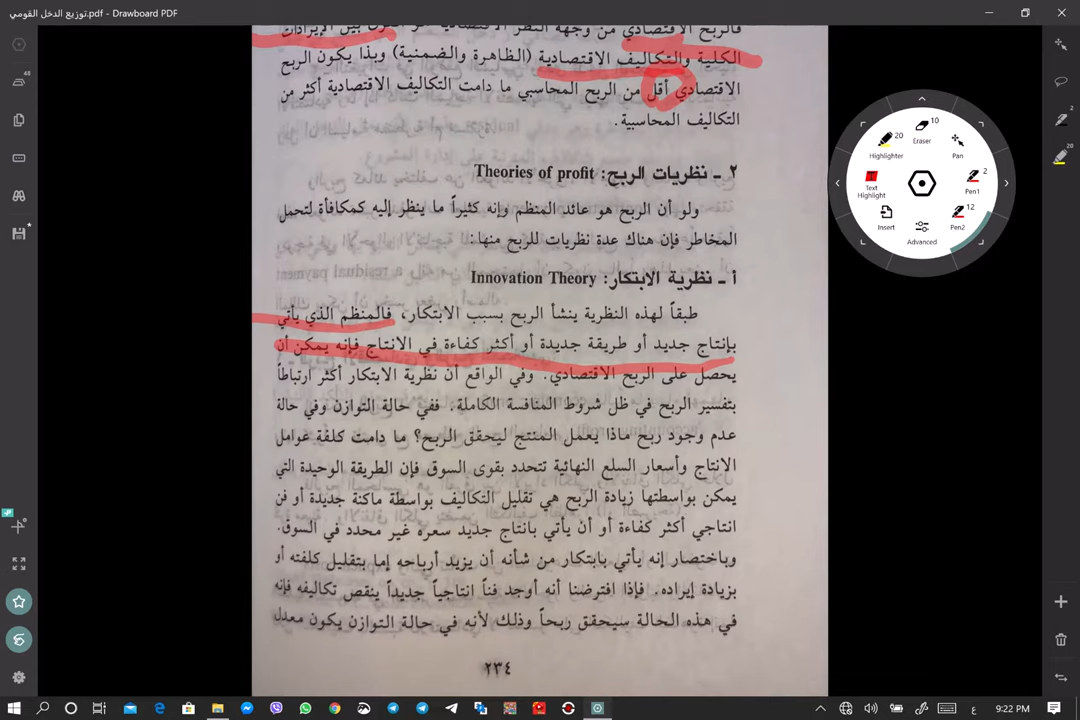 توزيع الدخل القومي.pdf - Drawboard PDF
فالربح الاقتصادي من وجهة النظر بين الإيرادات
الكلية والتكاليف الاقتصادية (الظاهرة والضمنية) وبذا يكون الربح
الاقتصادي أقل من الربح المحاسبي ما دامت التكاليف الاقتصادية أكثر من
التكاليف المحاسبية.
٢ ـ نظريات الربح: Theories of profit
ولو أن الربح هو عائد المنظم وإنه كثيراً ما ينظر إليه كمكافأة لتحمل
المخاطر فإن هناك عدة نظريات للربح منها:
أ ـ نظرية الابتكار: Innovation Theory
طبقاً لهذه النظرية ينشأ الربح بسبب الابتكار، فالمنظم الذي يأتي
بإنتاج جديد أو طريقة جديدة أو أكثر كفاءة في الانتاج فإنه يمكن أن
يحصل على الربح الاقتصادي. وفي الواقع أن نظرية الابتكار أكثر ارتباطاً
بتفسير الربح في ظل شروط المنافسة الكاملة. ففي حالة التوازن وفي حالة
عدم وجود ربح ماذا يعمل المنتج ليحقق الربح؟ ما دامت كلفة عوامل
الانتاج وأسعار السلع النهائية تتحدد بقوى السوق فإن الطريقة الوحيدة التي
يمكن بواسطتها زيادة الربح هي تقليل التكاليف بواسطة ماكنة جديدة أو فن
انتاجي أكثر كفاءة أو أن يأتي بانتاج جديد سعره غير محدد في السوق.
وباختصار إنه يأتي بابتكار من شأنه أن يزيد أرباحه إما بتقليل كلفته أو
بزيادة إيراده. فإذا افترضنا أنه أوجد فناً انتاجياً جديداً ينقص تكاليفه فإنه
في هذه الحالة سيحقق ربحاً وذلك لأنه في حالة التوازن يكون معدل
٢٣٤
10
Eraser
20
Highlighter
Pan
Text Highlight
2
Pen1
Insert
12
Pen2
Advanced
48
2
20
ع
9:22 PM